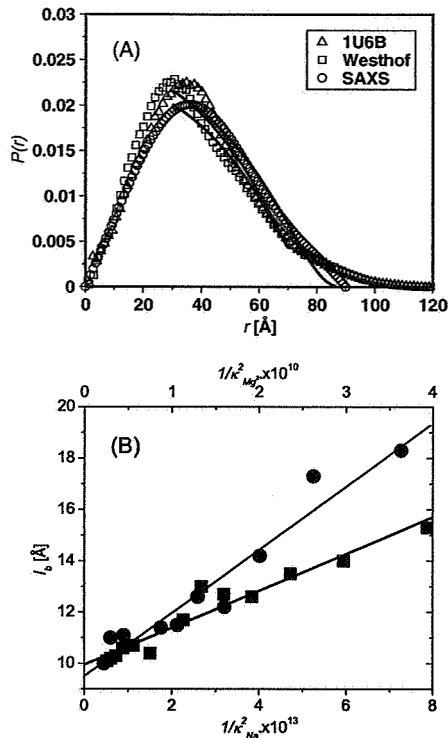 (A)
1U6B
Westhof
SAXS
P(r)
0.03
0.025
0.02
0.015
0.01
0.005
0
0 20 40 60 80 100 120
r [Å]
1/κ²Mg²⁺x10¹⁰
0 1 2 3 4
(B)
lb [Å]
20
18
16
14
12
10
0 2 4 6 8
1/κ²Na⁺x10¹³